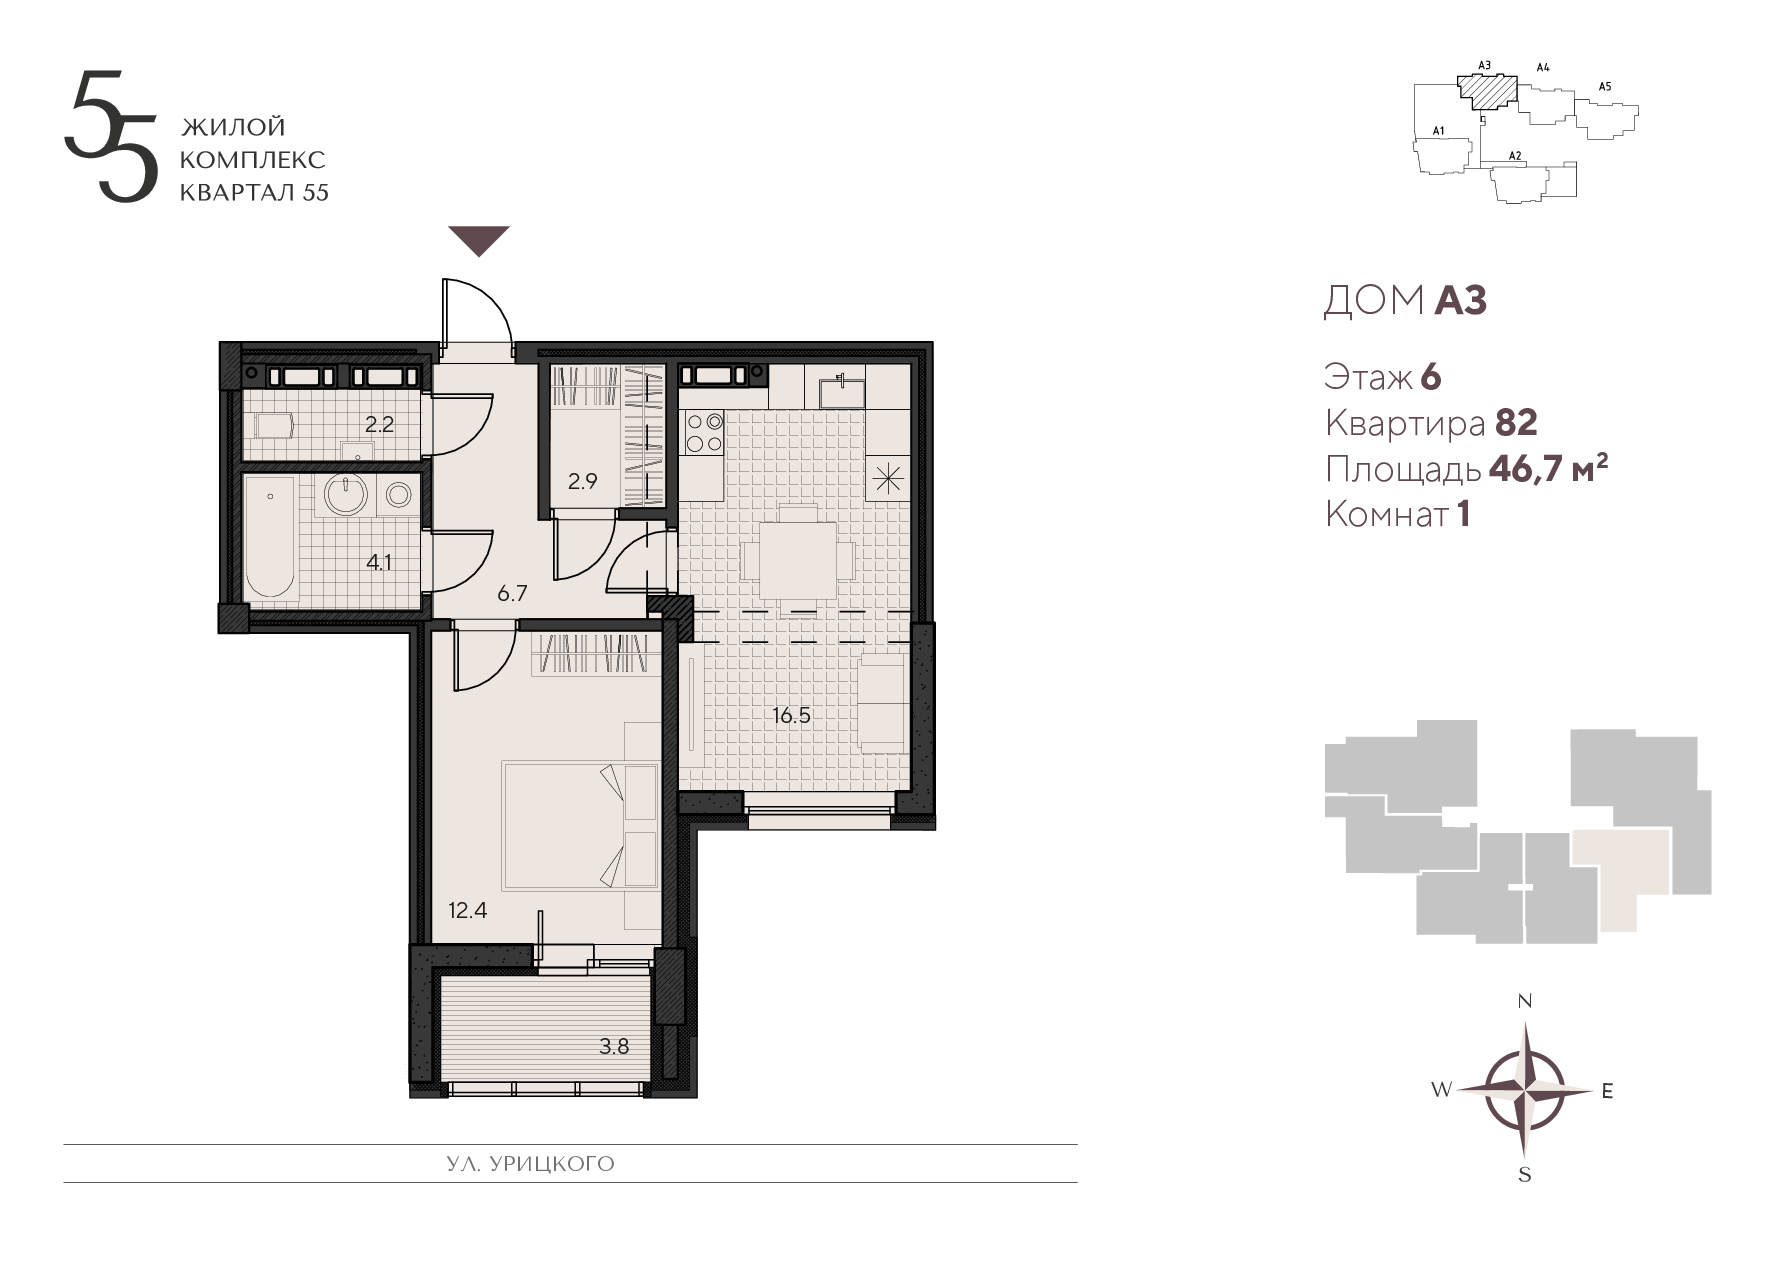 55
ЖИЛОЙ
КОМПЛЕКС
КВАРТАЛ 55
A3
A4
A5
A1
A2
ДОМ А3
Этаж 6
Квартира 82
Площадь 46,7 м²
Комнат 1
2.2
2.9
4.1
6.7
16.5
12.4
3.8
УЛ. УРИЦКОГО
N
W
E
S